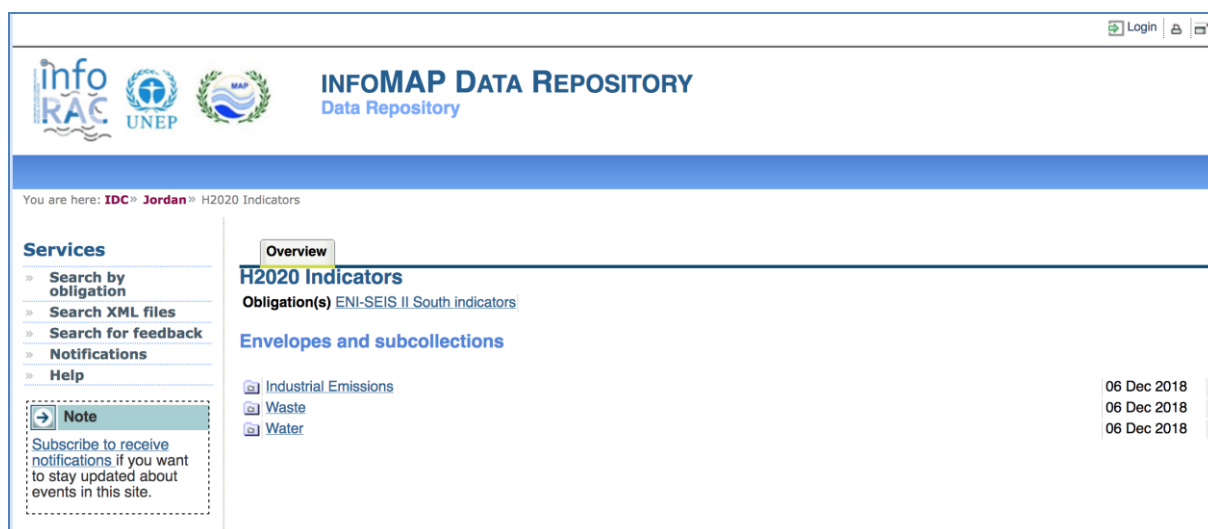 Login
info
RAC
UNEP
MAP
INFOMAP DATA REPOSITORY
Data Repository
You are here: IDC» Jordan» H2020 Indicators
Services
» Search by
obligation
» Search XML files
» Search for feedback
» Notifications
» Help
Note
Subscribe to receive
notifications if you want
to stay updated about
events in this site.
Overview
H2020 Indicators
Obligation(s) ENI-SEIS II South indicators
Envelopes and subcollections
Industrial Emissions 06 Dec 2018
Waste 06 Dec 2018
Water 06 Dec 2018